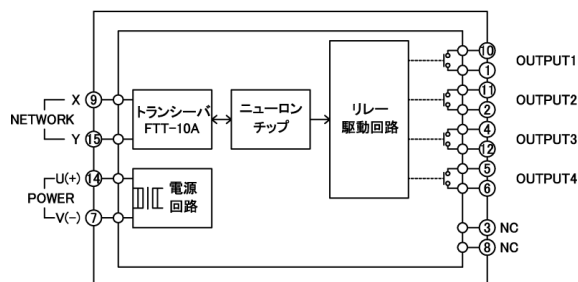 NETWORK
X ⑨
Y ⑮
POWER
U(+) ⑭
V(-) ⑦
トランシーバ
FTT-10A
ニューロン
チップ
リレー
駆動回路
電源
回路
⑩
① OUTPUT1
⑪
② OUTPUT2
④
⑫ OUTPUT3
⑤
⑥ OUTPUT4
③ NC
⑧ NC